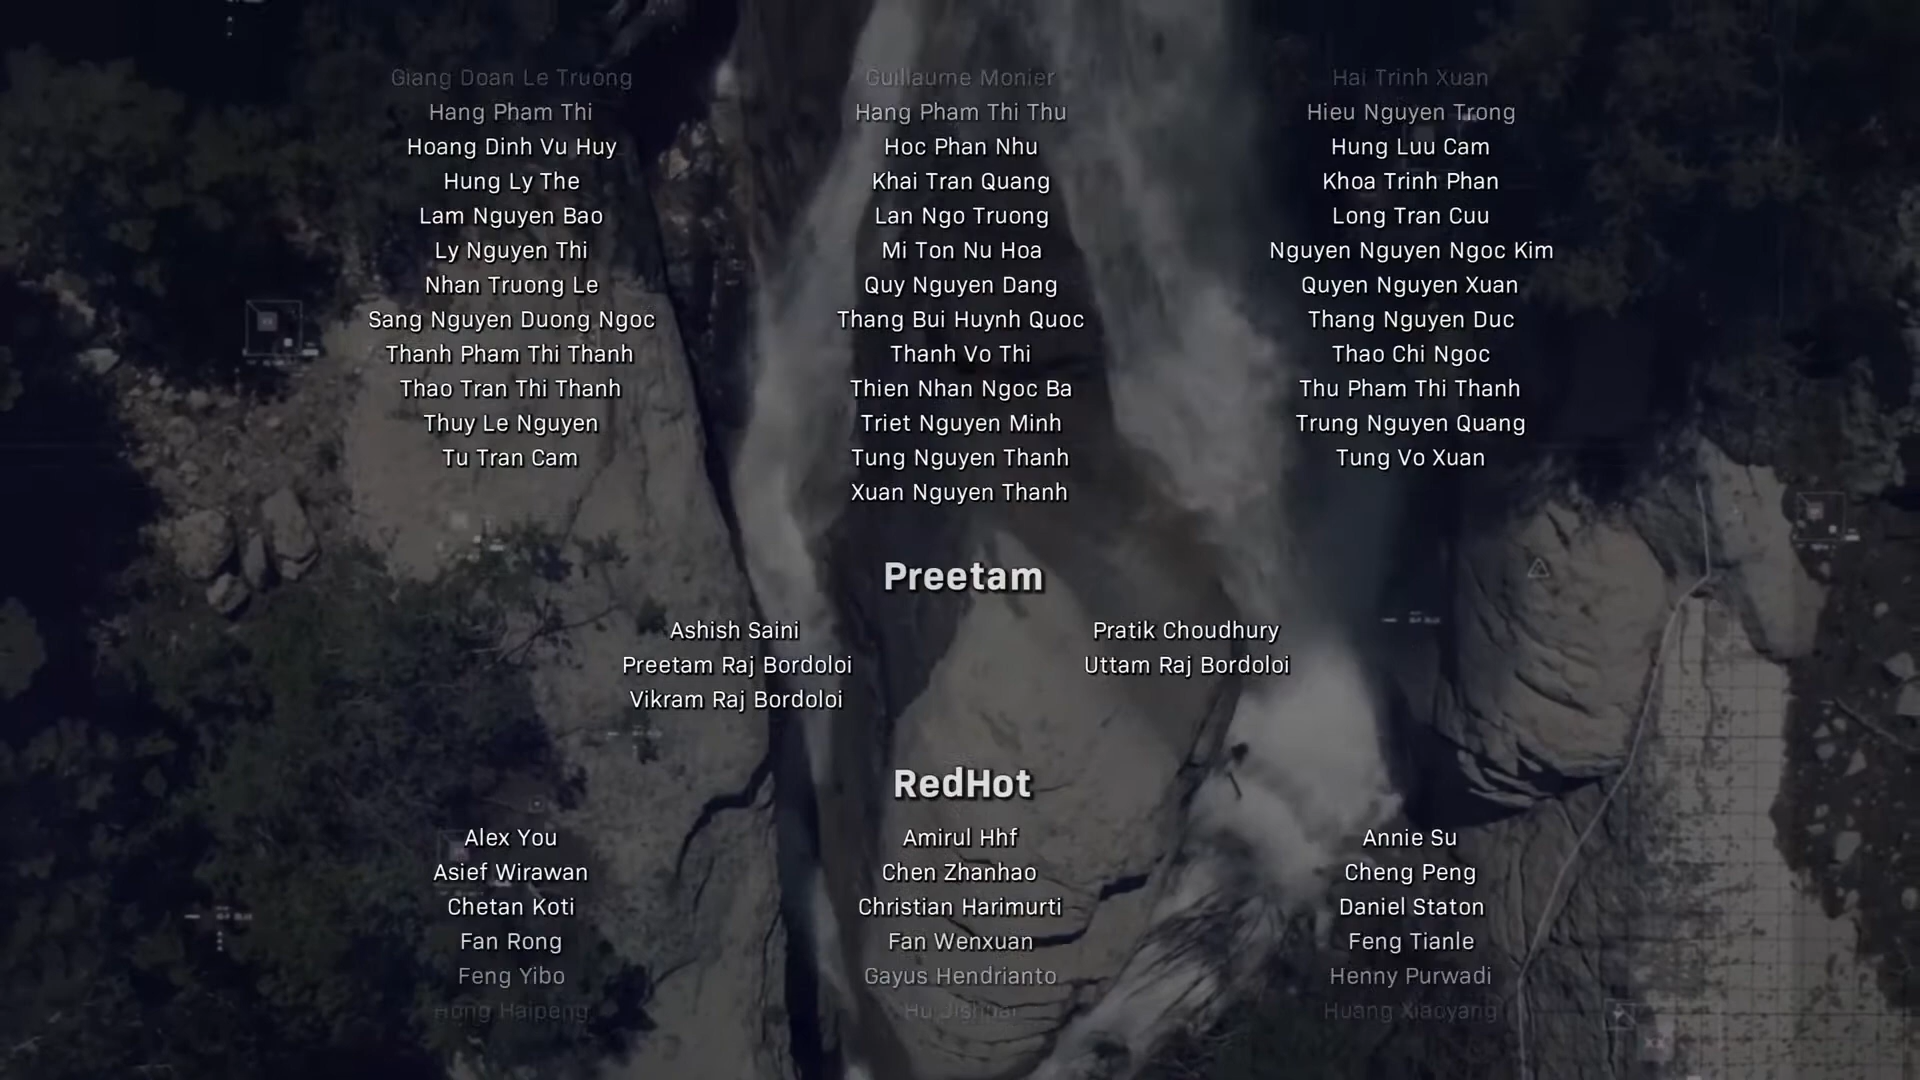 Giang Doan Le Truong Guillaume Monier Hai Trinh Xuan
Hang Pham Thi Hang Pham Thi Thu Hieu Nguyen Trong
Hoang Dinh Vu Huy Hoc Phan Nhu Hung Luu Cam
Hung Ly The Khai Tran Quang Khoa Trinh Phan
Lam Nguyen Bao Lan Ngo Truong Long Tran Cuu
Ly Nguyen Thi Mi Ton Nu Hoa Nguyen Nguyen Ngoc Kim
Nhan Truong Le Quy Nguyen Dang Quyen Nguyen Xuan
Sang Nguyen Duong Ngoc Thang Bui Huynh Quoc Thang Nguyen Duc
Thanh Pham Thi Thanh Thanh Vo Thi Thao Chi Ngoc
Thao Tran Thi Thanh Thien Nhan Ngoc Ba Thu Pham Thi Thanh
Thuy Le Nguyen Triet Nguyen Minh Trung Nguyen Quang
Tu Tran Cam Tung Nguyen Thanh Tung Vo Xuan
Xuan Nguyen Thanh
Preetam
Ashish Saini Pratik Choudhury
Preetam Raj Bordoloi Uttam Raj Bordoloi
Vikram Raj Bordoloi
RedHot
Alex You Amirul Hhf Annie Su
Asief Wirawan Chen Zhanhao Cheng Peng
Chetan Koti Christian Harimurti Daniel Staton
Fan Rong Fan Wenxuan Feng Tianle
Feng Yibo Gayus Hendrianto Henny Purwadi
Haipeng Hu Huang Xiaoyang